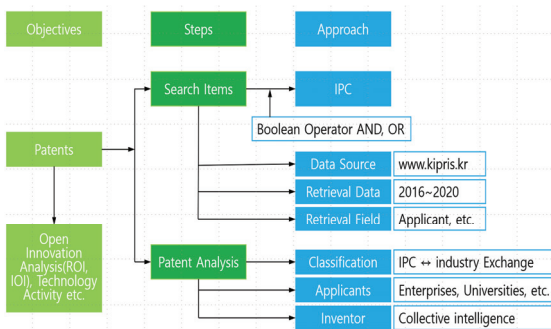 Objectives
Steps
Approach
Search Items
IPC
Boolean Operator AND, OR
Patents
Data Source
www.kipris.kr
Retrieval Data
2016~2020
Retrieval Field
Applicant, etc.
Open
Innovation
Analysis(ROI,
IOI), Technology
Activity etc.
Patent Analysis
Classification
IPC ↔ industry Exchange
Applicants
Enterprises, Universities, etc.
Inventor
Collective intelligence